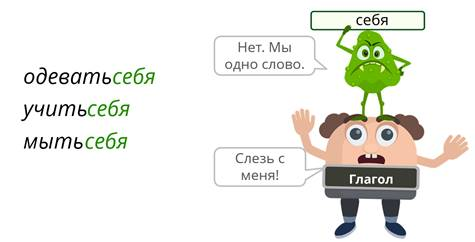 себя
Нет. Мы
одно слово.
одеватьсебя
учитьсебя
мытьсебя
Слезь с
меня!
Глагол